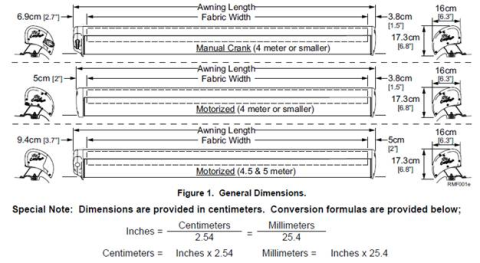 Awning Length
6.9cm [2.7"] Fabric Width 3.8cm [1.5"] 16cm [6.3"]
17.3cm [6.8"]
Manual Crank (4 meter or smaller)
Awning Length
5cm [2"] Fabric Width 3.8cm [1.5"] 16cm [6.3"]
17.3cm [6.8"]
Motorized (4 meter or smaller)
Awning Length
9.4cm [3.7"] Fabric Width 5cm [2"] 16cm [6.3"]
17.3cm [6.8"]
Motorized (4.5 & 5 meter)
RMF001e
Figure 1. General Dimensions.
Special Note: Dimensions are provided in centimeters. Conversion formulas are provided below;
Inches = Centimeters / 2.54 = Millimeters / 25.4
Centimeters = Inches x 2.54 Millimeters = Inches x 25.4